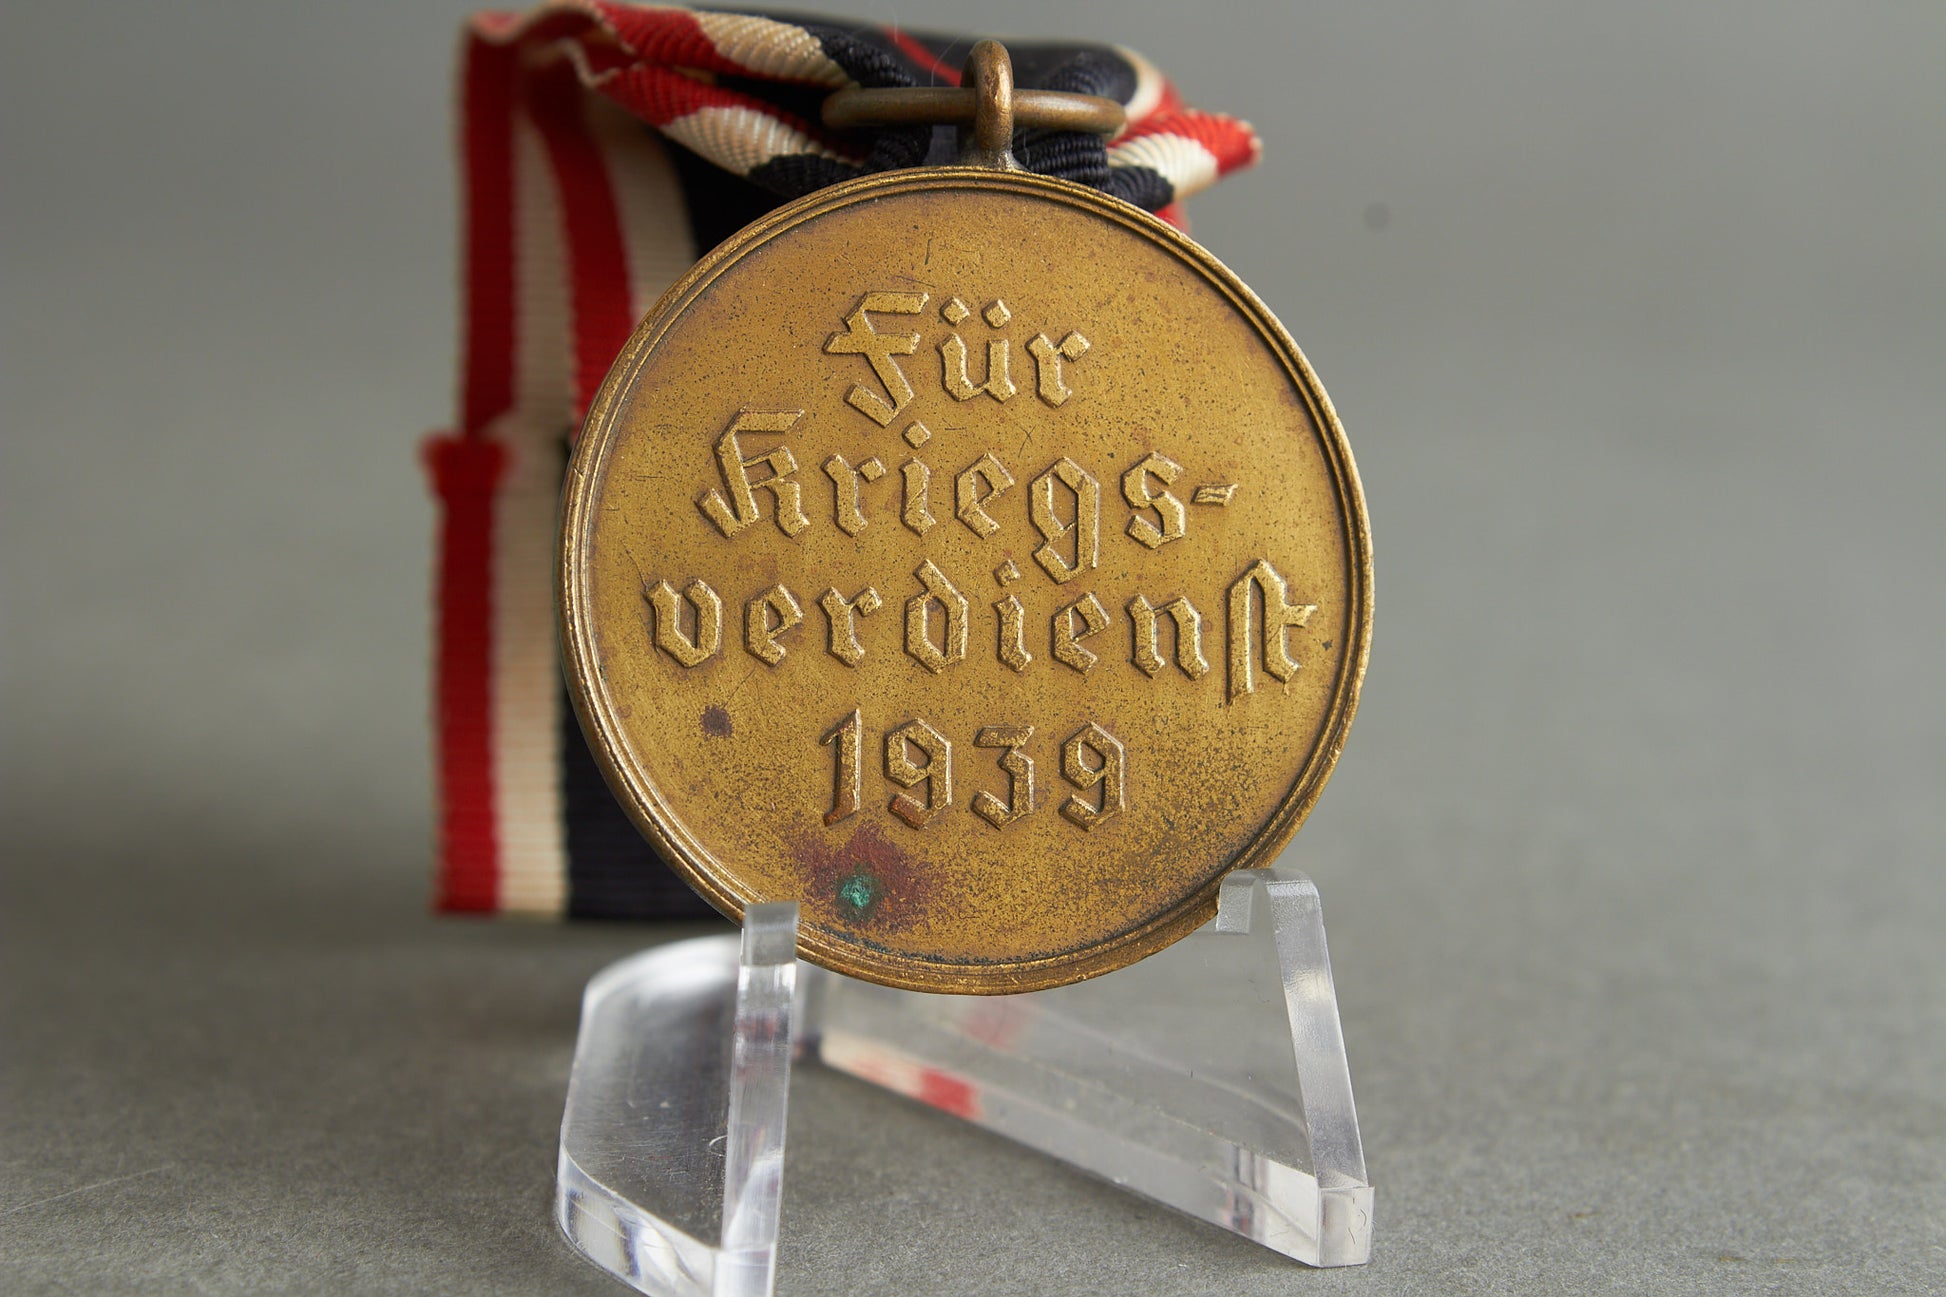 Für
Kriegs-
verdienst
1939